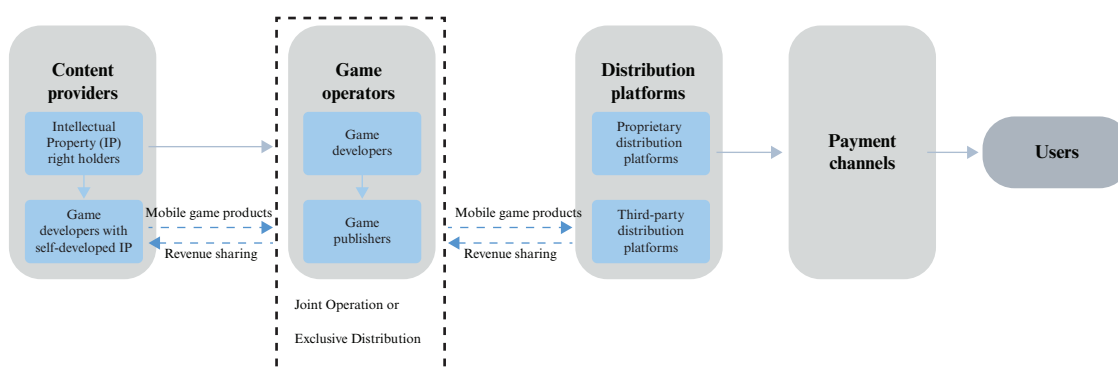 Content
providers
Intellectual
Property (IP)
right holders
Game
developers with
self-developed IP
Mobile game products
Revenue sharing
Game
operators
Game
developers
Game
publishers
Joint Operation or
Exclusive Distribution
Mobile game products
Revenue sharing
Distribution
platforms
Proprietary
distribution
platforms
Third-party
distribution
platforms
Payment
channels
Users